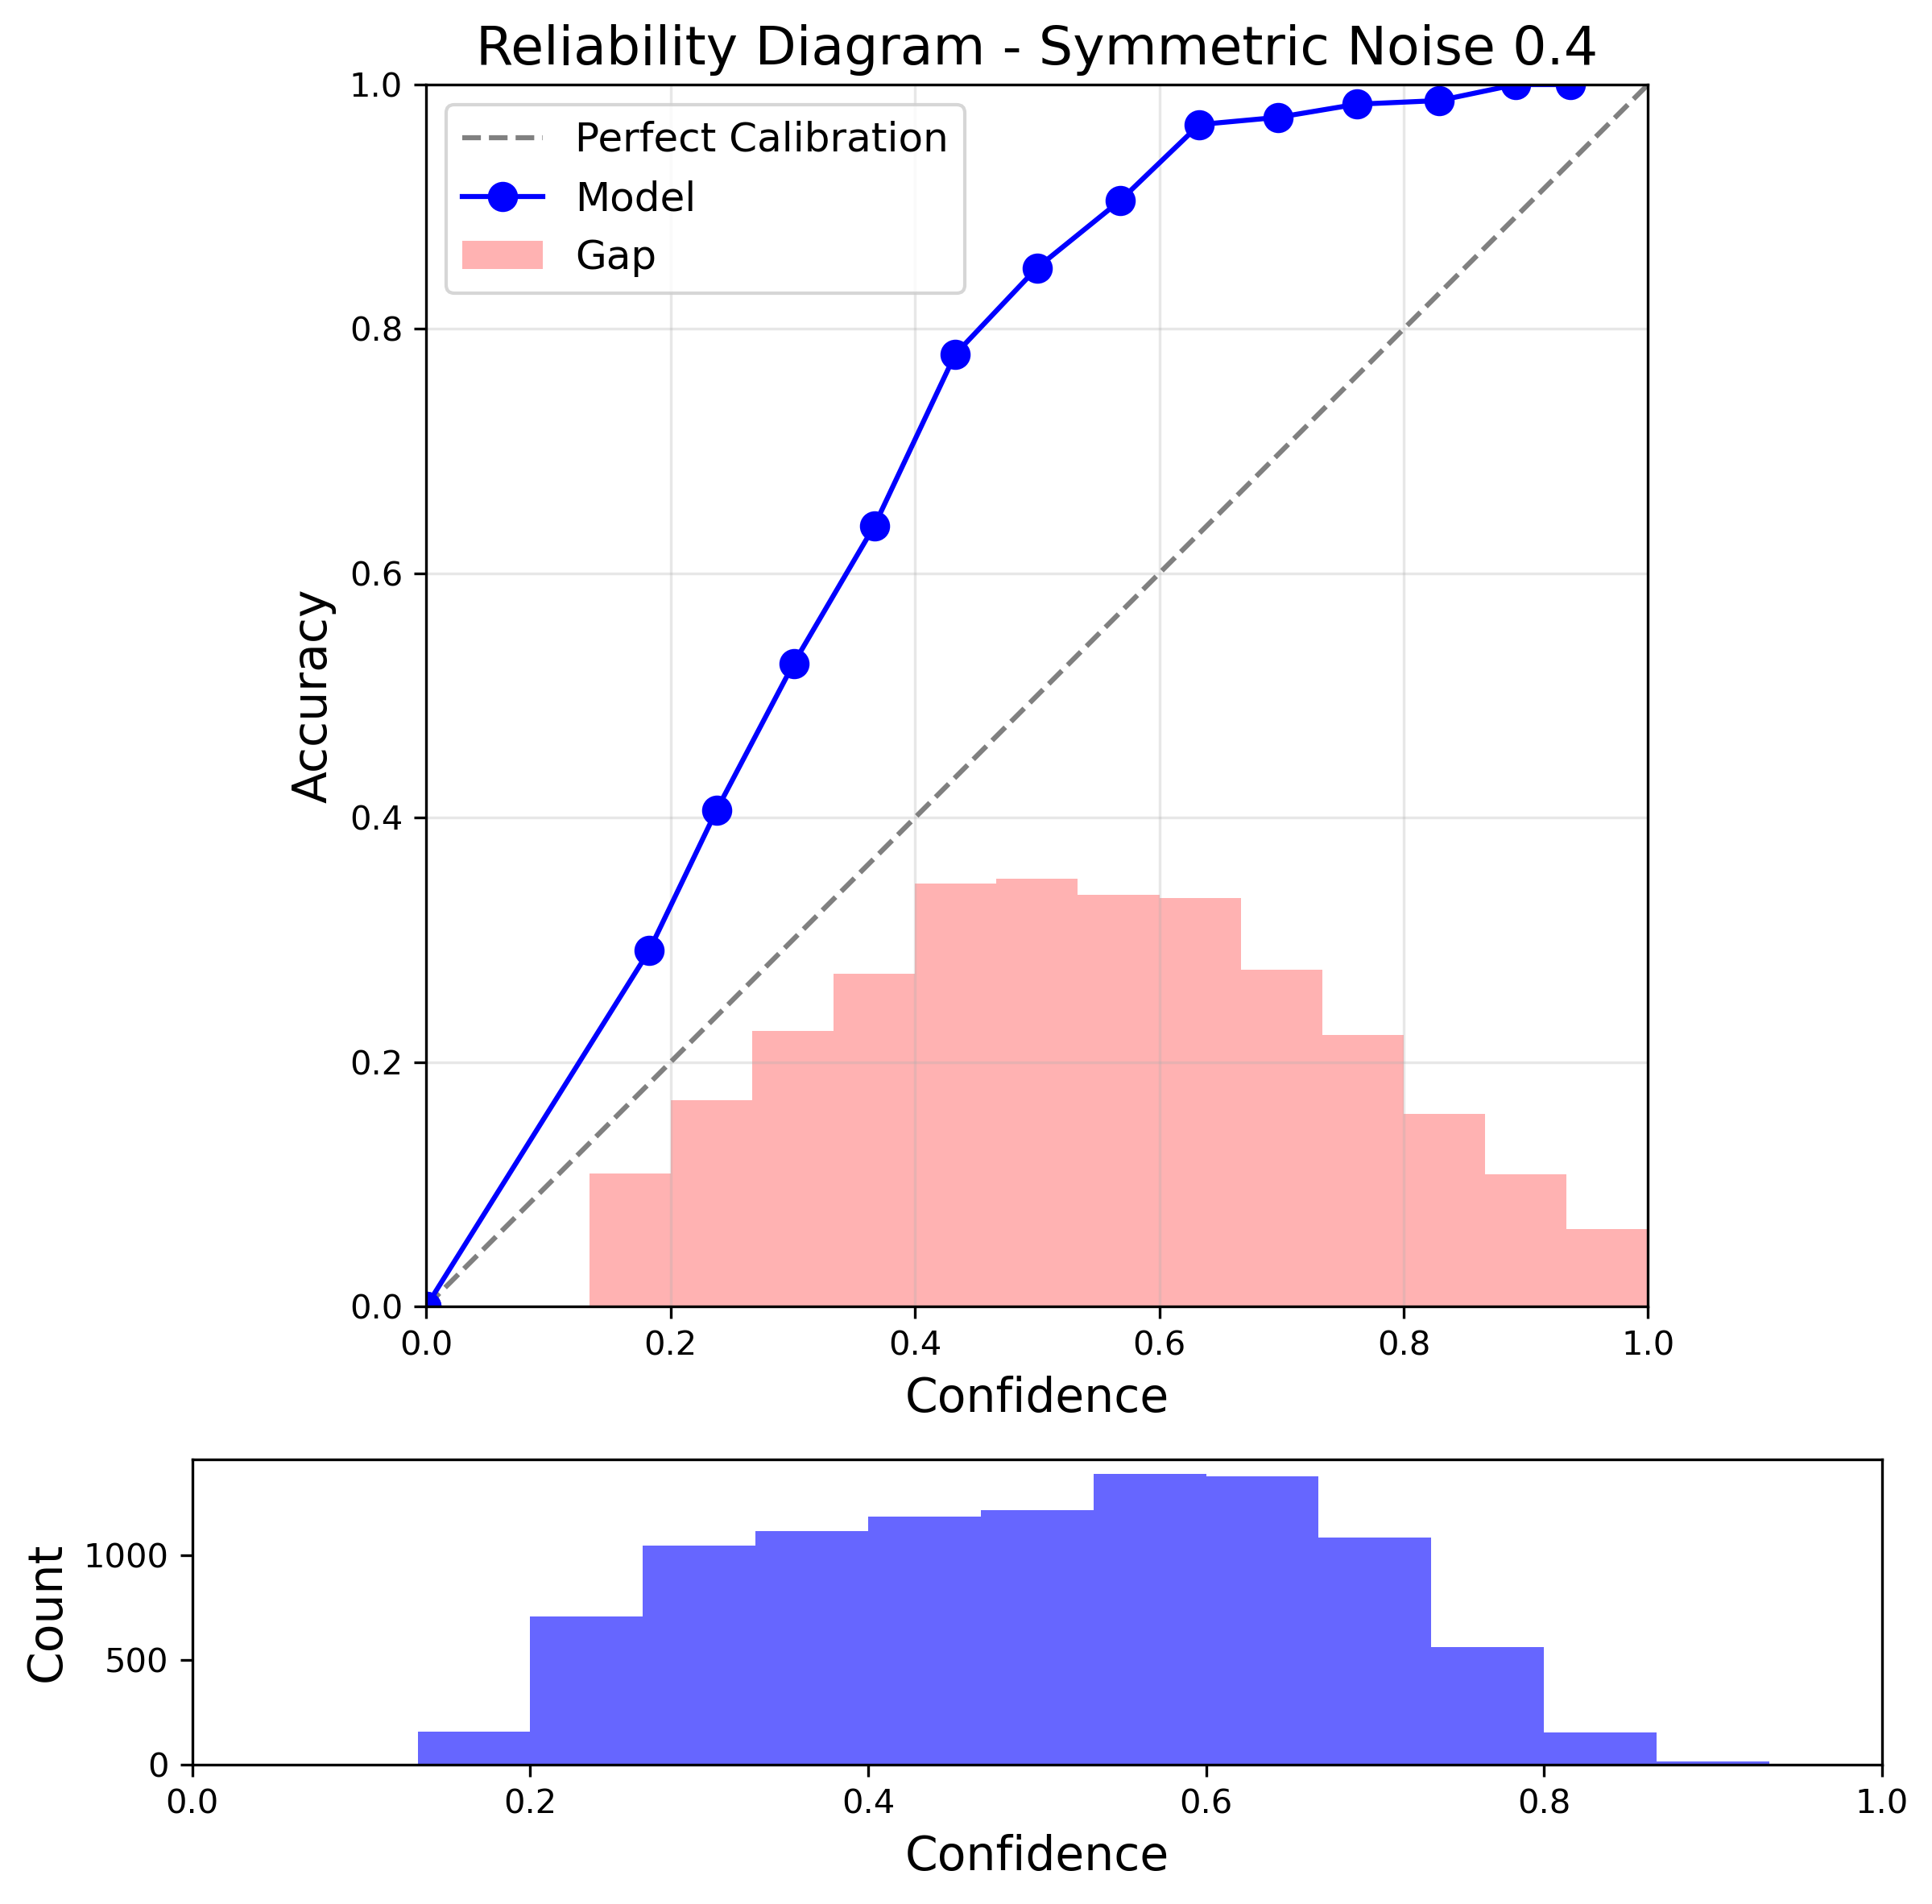 Reliability Diagram - Symmetric Noise 0.4
Perfect Calibration
Model
Gap
1.0
0.8
0.6
0.4
0.2
0.0
Accuracy
0.0 0.2 0.4 0.6 0.8 1.0
Confidence
1000
500
0
Count
0.0 0.2 0.4 0.6 0.8 1.0
Confidence